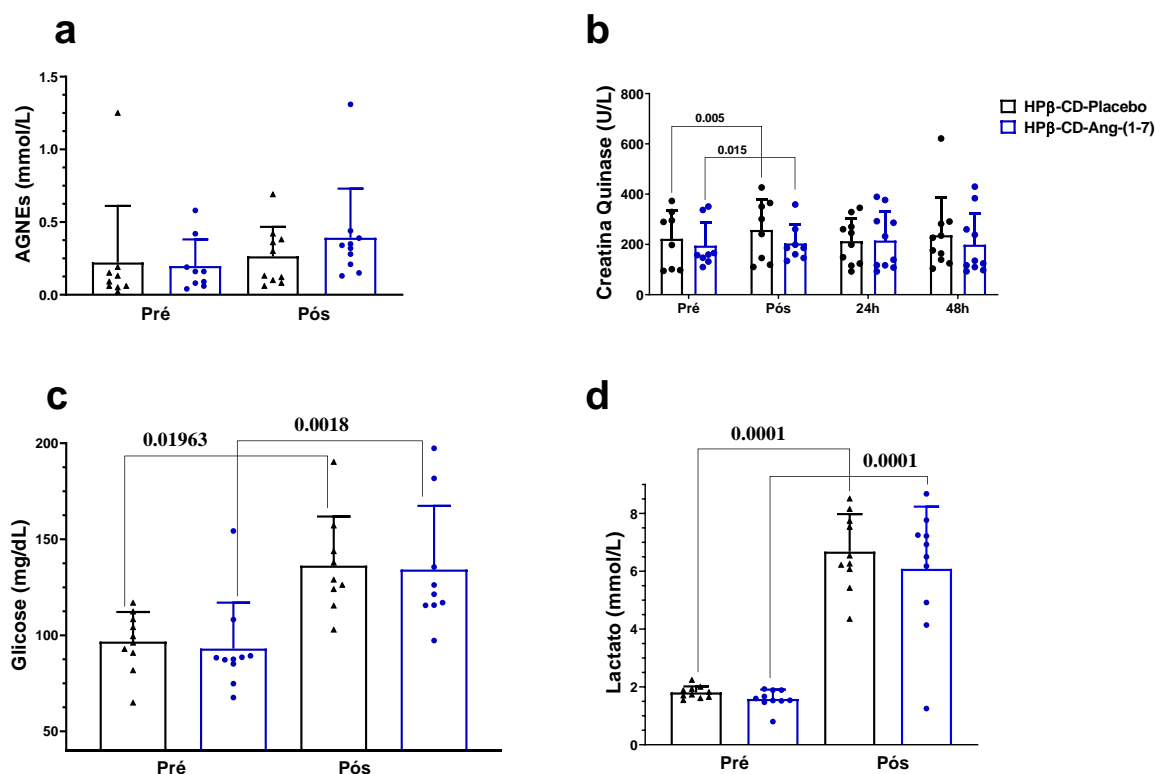 a
AGNEs (mmol/L)
1.5
1.0
0.5
0.0
Pré
Pós
b
Creatina Quinase (U/L)
800
600
400
200
0
0.005
0.015
Pré
Pós
24h
48h
HPβ-CD-Placebo
HPβ-CD-Ang-(1-7)
c
Glicose (mg/dL)
200
150
100
50
0.01963
0.0018
Pré
Pós
d
Lactato (mmol/L)
8
6
4
2
0
0.0001
0.0001
Pré
Pós